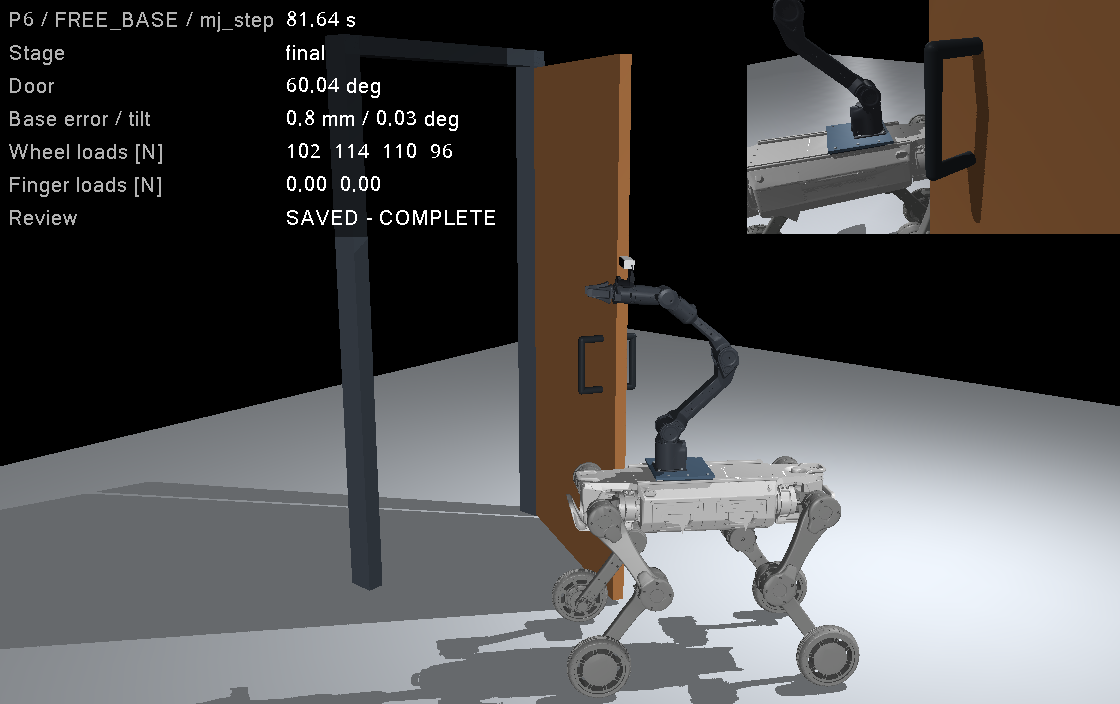 P6 / FREE_BASE / mj_step 81.64 s
Stage final
Door 60.04 deg
Base error / tilt 0.8 mm / 0.03 deg
Wheel loads [N] 102 114 110 96
Finger loads [N] 0.00 0.00
Review SAVED - COMPLETE